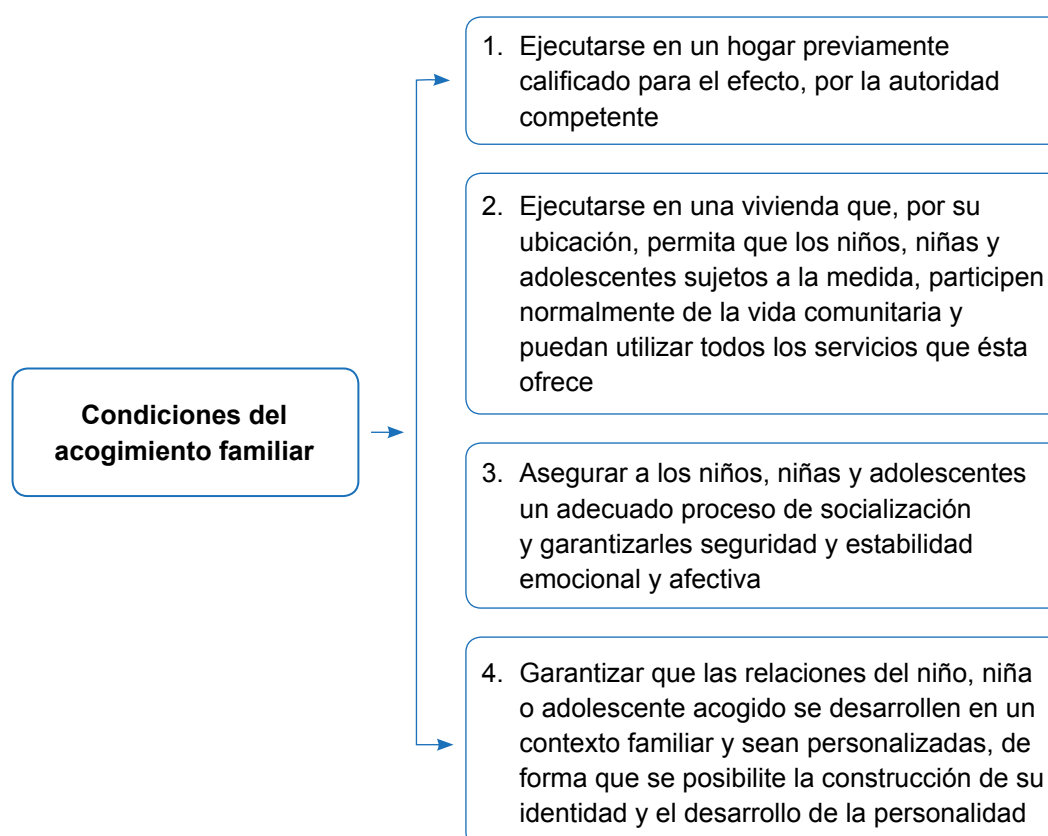 Condiciones del
acogimiento familiar
1. Ejecutarse en un hogar previamente
calificado para el efecto, por la autoridad
competente
2. Ejecutarse en una vivienda que, por su
ubicación, permita que los niños, niñas y
adolescentes sujetos a la medida, participen
normalmente de la vida comunitaria y
puedan utilizar todos los servicios que ésta
ofrece
3. Asegurar a los niños, niñas y adolescentes
un adecuado proceso de socialización
y garantizarles seguridad y estabilidad
emocional y afectiva
4. Garantizar que las relaciones del niño, niña
o adolescente acogido se desarrollen en un
contexto familiar y sean personalizadas, de
forma que se posibilite la construcción de su
identidad y el desarrollo de la personalidad